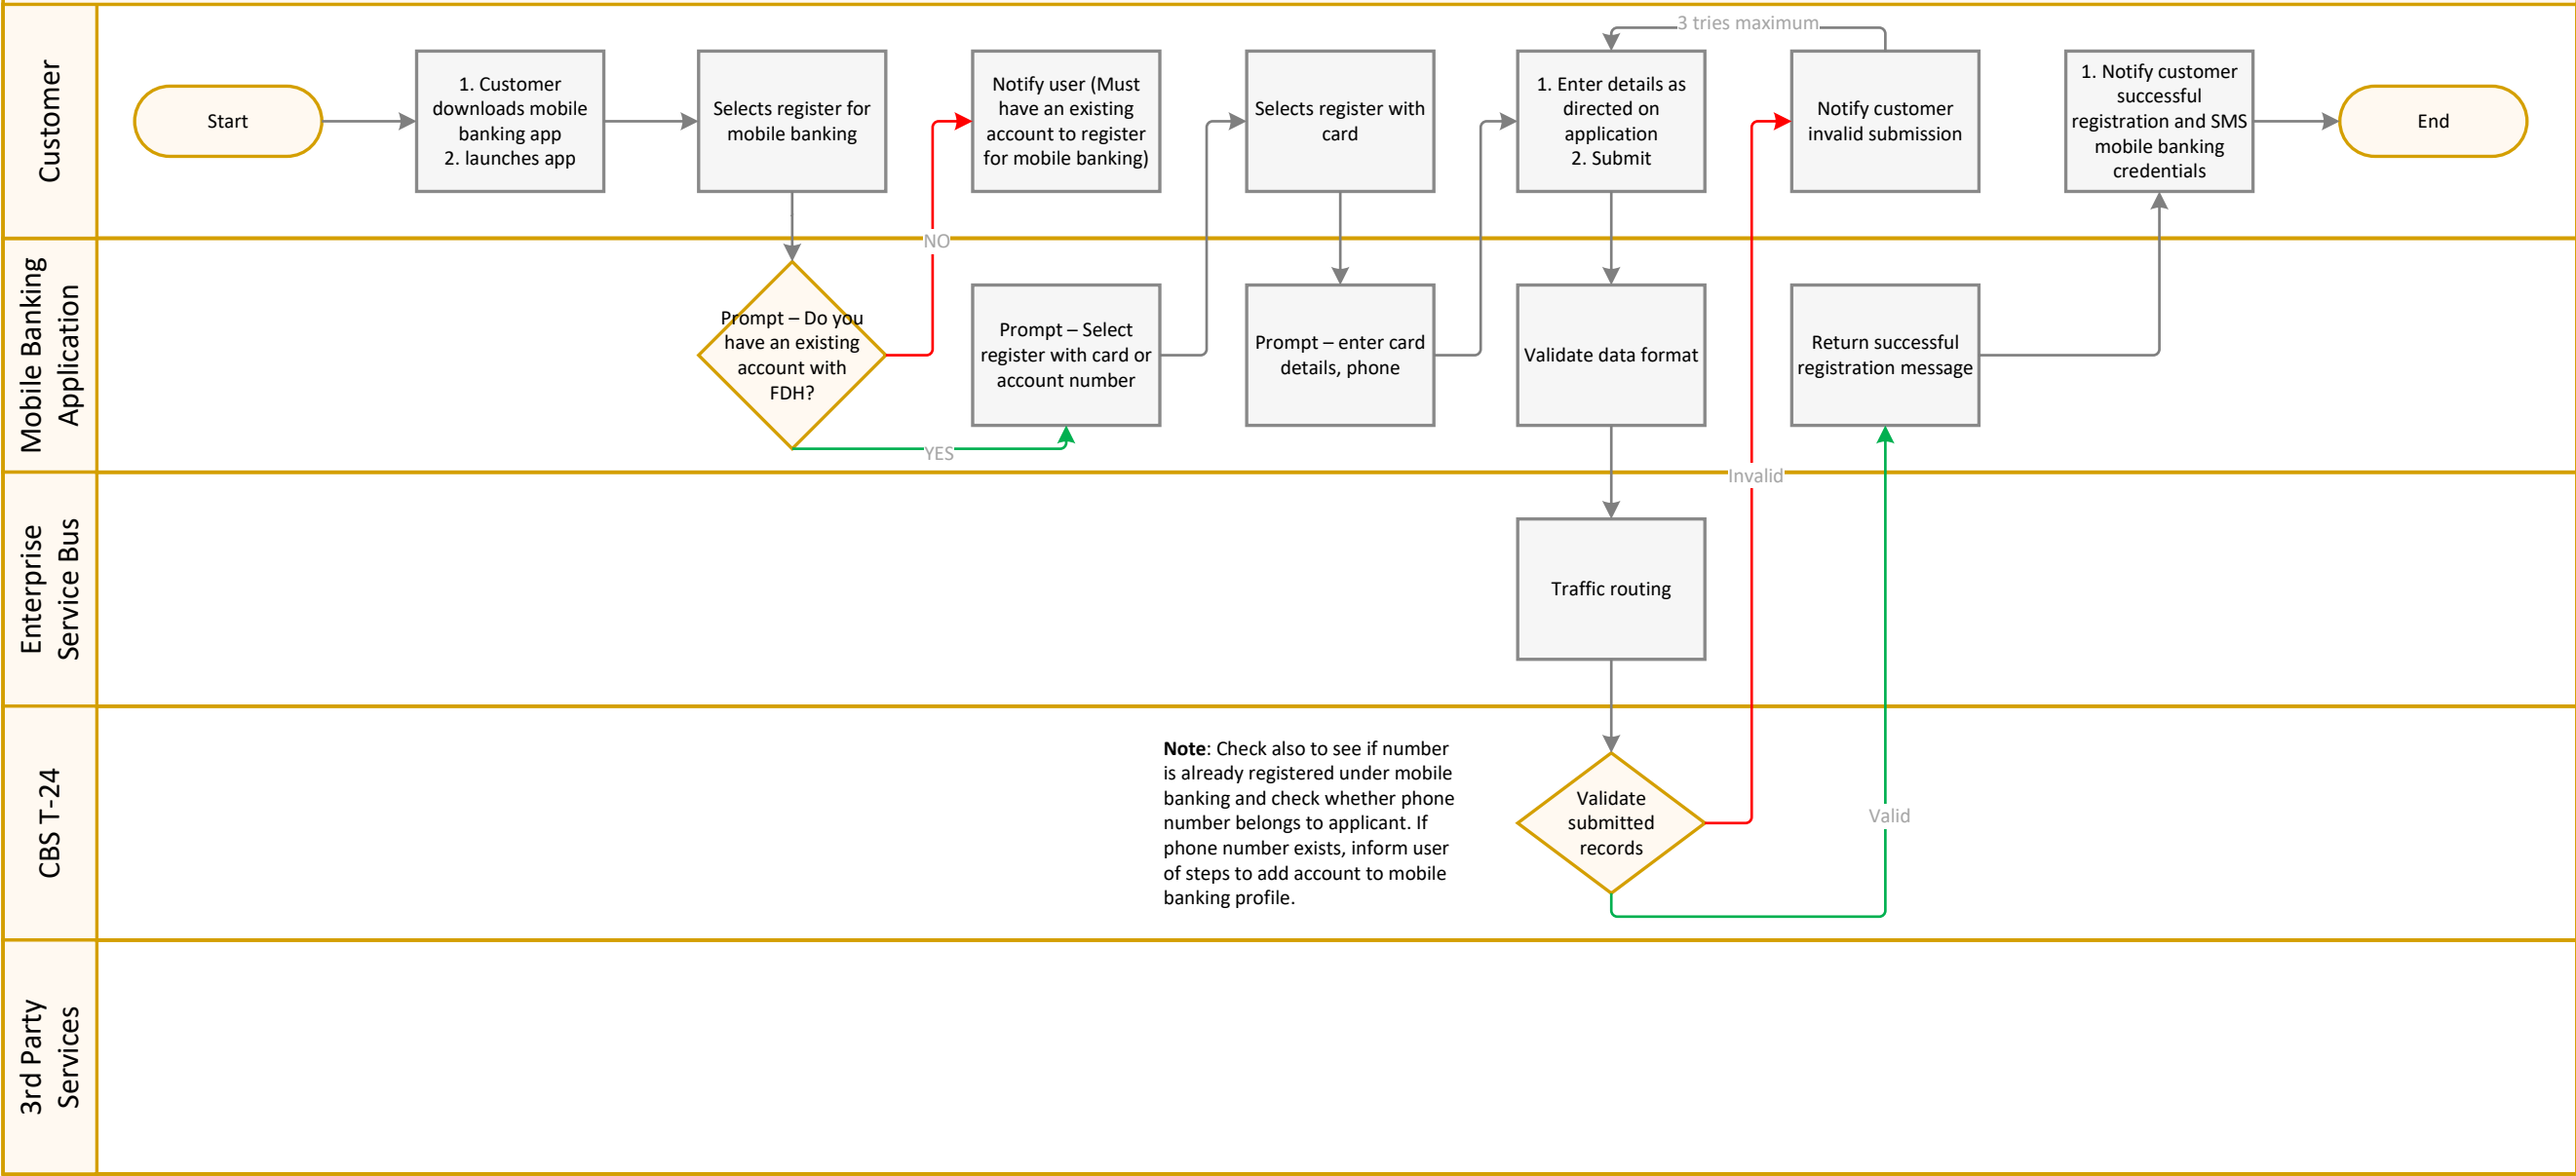 Customer
Start
1. Customer
downloads mobile
banking app
2. launches app
Selects register for
mobile banking
Notify user (Must
have an existing
account to register
for mobile banking)
Selects register with
card
3 tries maximum
1. Enter details as
directed on
application
2. Submit
Notify customer
invalid submission
1. Notify customer
successful
registration and SMS
mobile banking
credentials
End
NO
Mobile Banking
Application
Prompt – Do you
have an existing
account with
FDH?
YES
Prompt – Select
register with card or
account number
Prompt – enter card
details, phone
Validate data format
Return successful
registration message
Invalid
Enterprise
Service Bus
Traffic routing
CBS T-24
Note: Check also to see if number
is already registered under mobile
banking and check whether phone
number belongs to applicant. If
phone number exists, inform user
of steps to add account to mobile
banking profile.
Validate
submitted
records
Valid
3rd Party
Services